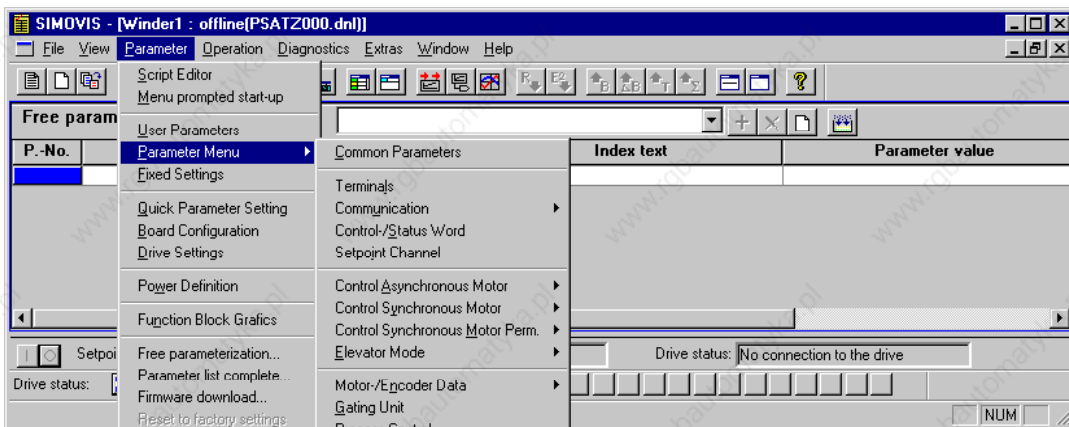 SIMOVIS - [Winder1 : offline(PSATZ000.dnl)]
File View Parameter Operation Diagnostics Extras Window Help
Script Editor
Menu prompted start-up
User Parameters
Parameter Menu
Fixed Settings
Quick Parameter Setting
Board Configuration
Drive Settings
Power Definition
Function Block Grafics
Free parameterization...
Parameter list complete...
Firmware download...
Reset to factory settings
Common Parameters
Terminals
Communication
Control-/Status Word
Setpoint Channel
Control Asynchronous Motor
Control Synchronous Motor
Control Synchronous Motor Perm.
Elevator Mode
Motor-/Encoder Data
Gating Unit
Free param
P.-No. Index text Parameter value
Setpoi
Drive status: No connection to the drive
Drive status:
NUM
www.rgbautomatyka.pl